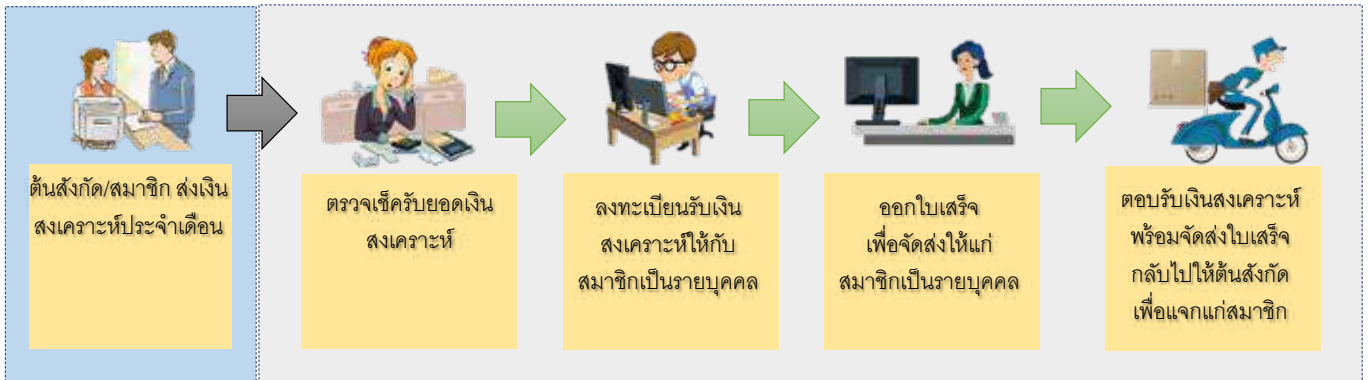 ต้นสังกัด/สมาชิก ส่งเงิน
สงเคราะห์ประจำเดือน
ตรวจเช็ครับยอดเงิน
สงเคราะห์
ลงทะเบียนรับเงิน
สงเคราะห์ให้กับ
สมาชิกเป็นรายบุคคล
ออกใบเสร็จ
เพื่อจัดส่งให้แก่
สมาชิกเป็นรายบุคคล
ตอบรับเงินสงเคราะห์
พร้อมจัดส่งใบเสร็จ
กลับไปให้ต้นสังกัด
เพื่อแจกแก่สมาชิก